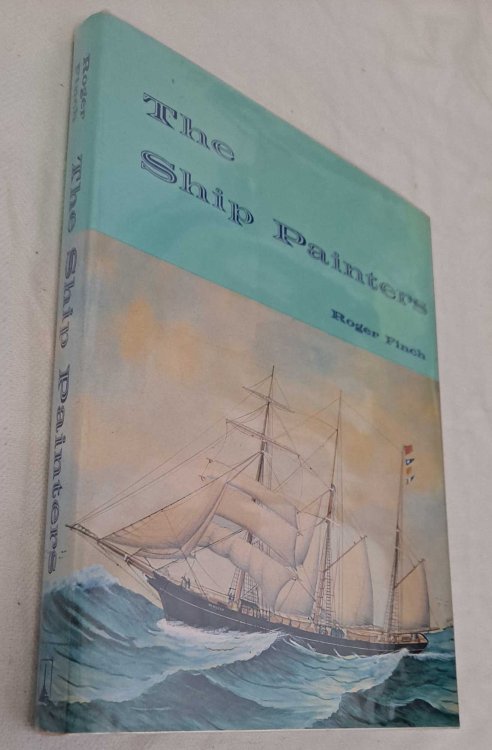 The
Ship Painters
Roger Finch
Roger
Finch
The Ship Painters